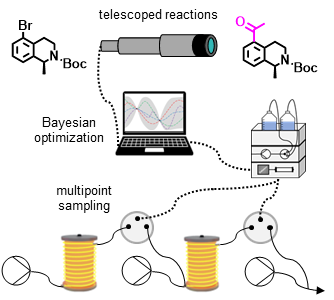 telescoped reactions
Br
N
Boc
O
N
Boc
Bayesian
optimization
multipoint
sampling